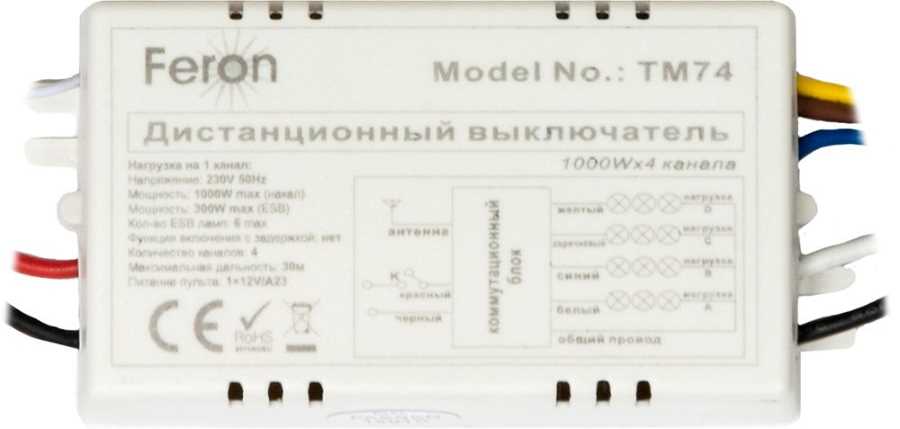 Feron
Model No.: TM74
Дистанционный выключатель
1000Wx4 канала
Нагрузка на 1 канал:
Напряжение: 230V 50Hz
Мощность: 1000W max (накал)
Мощность: 300W max (ESB)
Кол-во ESB ламп: 6 max
Функция включения с задержкой: нет
Количество каналов: 4
Максимальная дальность: 30м
Питание пульта: 1×12V/A23
CE
RoHS
антенна
К
красный
черный
коммутационный
блок
желтый
нагрузка
D
коричневый
нагрузка
C
синий
нагрузка
B
белый
нагрузка
A
общий провод